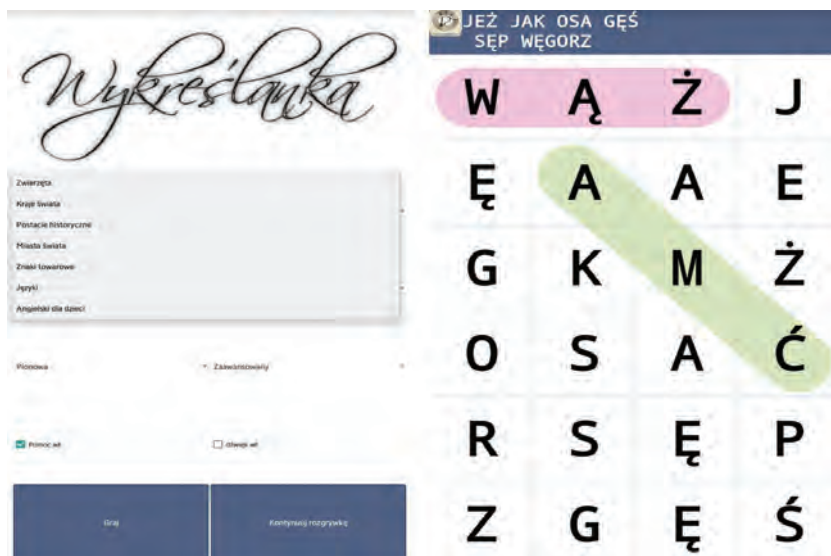 Wykreślanka
Zwierzęta
Kraje świata
Postacie historyczne
Miasta świata
Znaki towarowe
Języki
Angielski dla dzieci
Pionowa Zaawansowany
Pomoc wł Dźwięk wł
Graj Kontynuuj rozgrywkę
JEŻ JAK OSA GĘŚ
SĘP WĘGORZ
W Ą Ż J
Ę A A E
G K M Ż
O S A Ć
R S Ę P
Z G Ę Ś